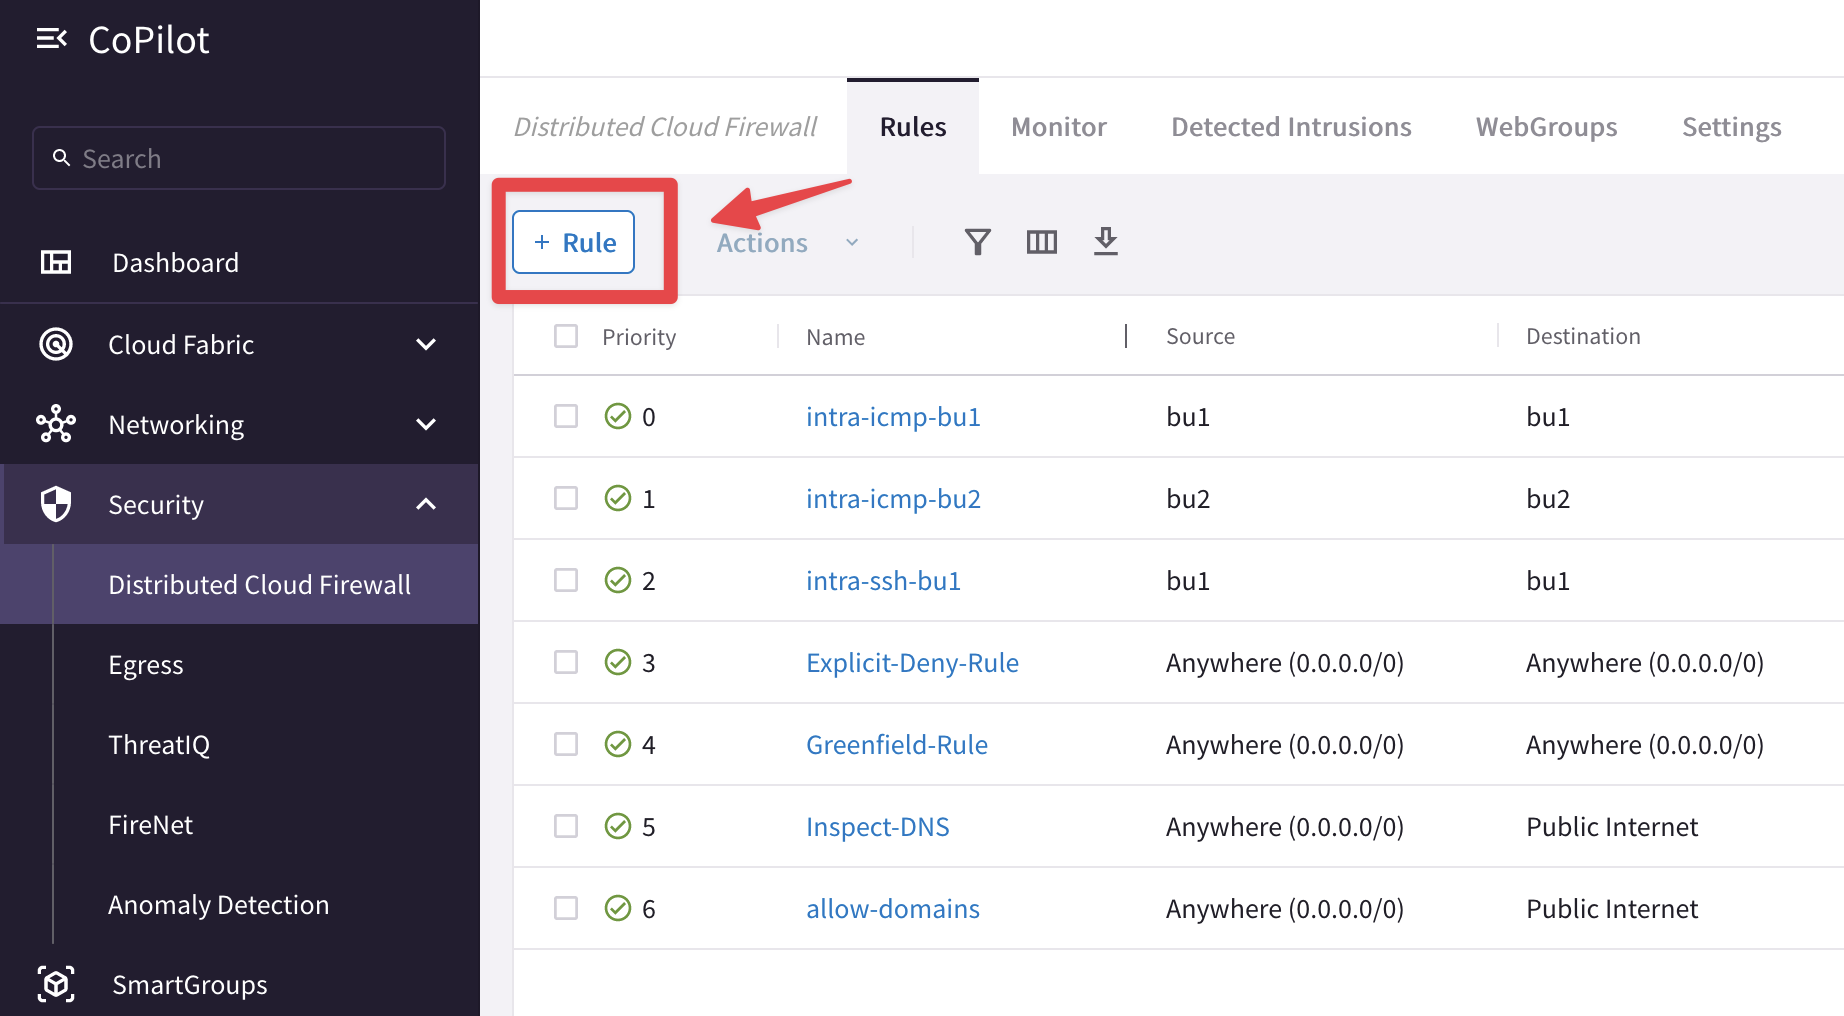 CoPilot
Search
Dashboard
Cloud Fabric
Networking
Security
Distributed Cloud Firewall
Egress
ThreatIQ
FireNet
Anomaly Detection
SmartGroups
Distributed Cloud Firewall Rules Monitor Detected Intrusions WebGroups Settings
+ Rule Actions
Priority Name Source Destination
0 intra-icmp-bu1 bu1 bu1
1 intra-icmp-bu2 bu2 bu2
2 intra-ssh-bu1 bu1 bu1
3 Explicit-Deny-Rule Anywhere (0.0.0.0/0) Anywhere (0.0.0.0/0)
4 Greenfield-Rule Anywhere (0.0.0.0/0) Anywhere (0.0.0.0/0)
5 Inspect-DNS Anywhere (0.0.0.0/0) Public Internet
6 allow-domains Anywhere (0.0.0.0/0) Public Internet